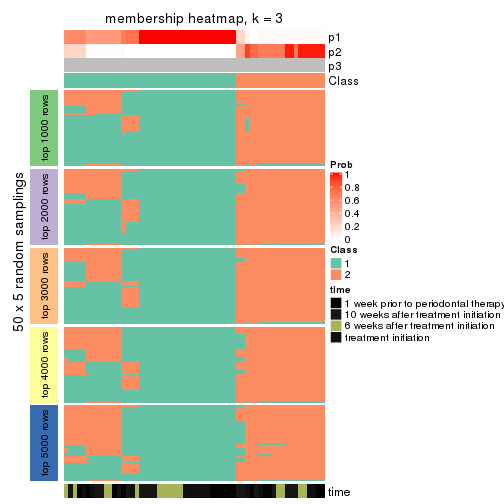 membership heatmap, k = 3
p1
p2
p3
Class
50 x 5 random samplings
top 1000 rows
top 2000 rows
top 3000 rows
top 4000 rows
top 5000 rows
time
Prob
1
0.8
0.6
0.4
0.2
0
Class
1
2
time
1 week prior to periodontal therapy
10 weeks after treatment initiation
6 weeks after treatment initiation
treatment initiation